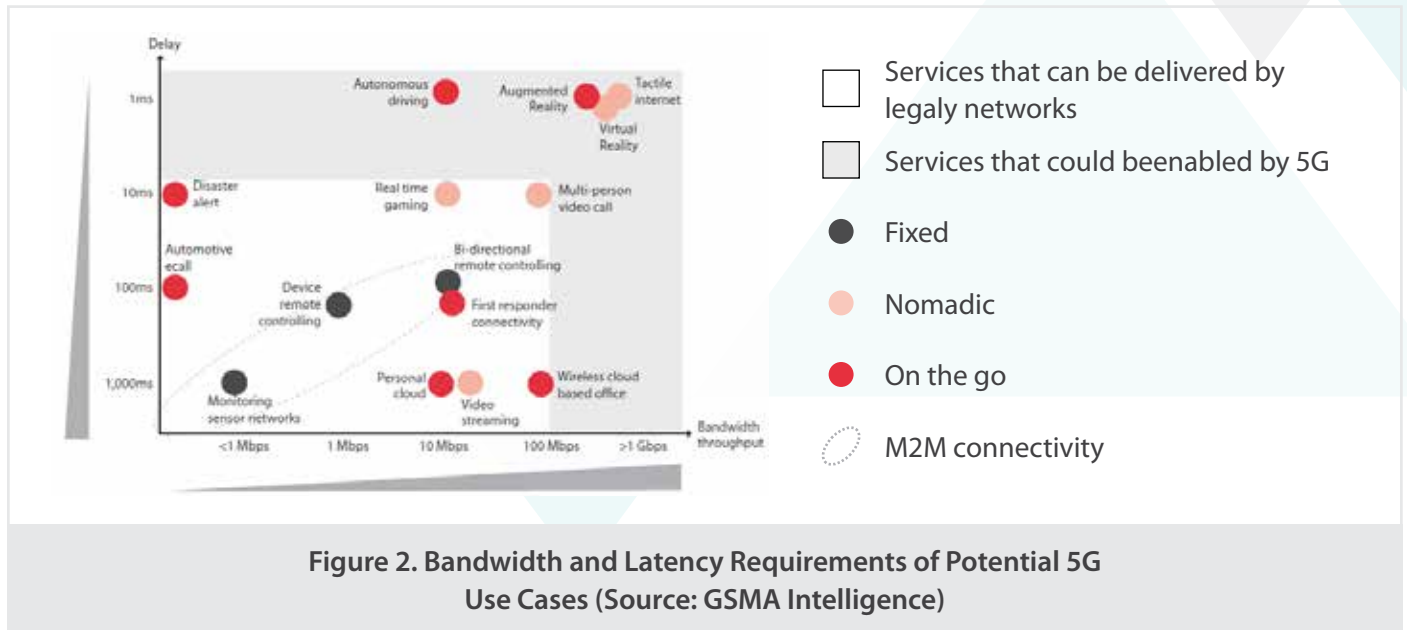 Delay
1ms
10ms
100ms
1,000ms
Autonomous
driving
Augmented
Reality
Tactile
internet
Virtual
Reality
Disaster
alert
Real time
gaming
Multi-person
video call
Automotive
ecall
Bi-directional
remote controlling
Device
remote
controlling
First responder
connectivity
Monitoring
sensor networks
Personal
cloud
Video
streaming
Wireless cloud
based office
<1 Mbps
1 Mbps
10 Mbps
100 Mbps
>1 Gbps
Bandwidth
throughput
Services that can be delivered by
legaly networks
Services that could beenabled by 5G
Fixed
Nomadic
On the go
M2M connectivity
Figure 2. Bandwidth and Latency Requirements of Potential 5G
Use Cases (Source: GSMA Intelligence)